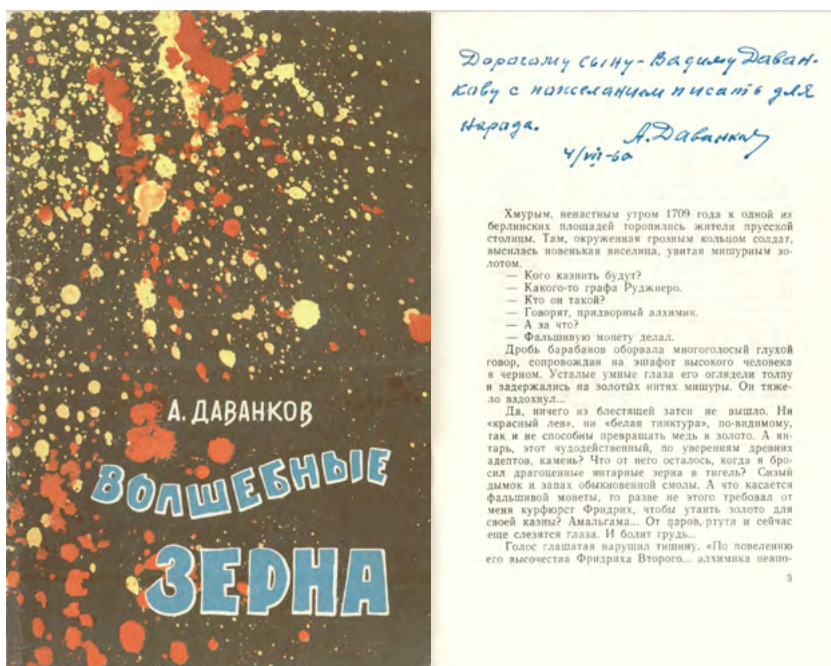 А. ДАВАНКОВ
ВОЛШЕБНЫЕ
ЗЕРНА
Дорогому сыну-Вадиму Даван-
кову с пожеланием писать для
народа.
А. Даванков
4/VII-60
Хмурым, ненастным утром 1709 года к одной из
берлинских площадей торопились жители прусской
столицы. Там, окруженная грозным кольцом солдат,
высилась новенькая виселица, увитая мишурным зо-
лотом.
— Кого казнить будут?
— Какого-то графа Руджиеро.
— Кто он такой?
— Говорят, придворный алхимик.
— А за что?
— Фальшивую монету делал.
Дробь барабанов оборвала многоголосый глухой
говор, сопровождая на эшафот высокого человека
в черном. Усталые умные глаза его оглядели толпу
и задержались на золотых нитях мишуры. Он тяже-
ло вздохнул...
Да, ничего из блестящей затеи не вышло. Ни
«красный лев», ни «белая тинктура», по-видимому,
так и не способны превращать медь в золото. А ян-
тарь, этот чудодейственный, по уверениям древних
адептов, камень? Что от него осталось, когда я бро-
сил драгоценные янтарные зерна в тигель? Сизый
дымок и запах обыкновенной смолы. А что касается
фальшивой монеты, то разве не этого требовал от
меня курфюрст Фридрих, чтобы утаить золото для
своей казны? Амальгама... От паров ртути и сейчас
еще слезятся глаза. И болит грудь...
Голос глашатая нарушил тишину. «По повелению
его высочества Фридриха Второго... алхимика непо-
3